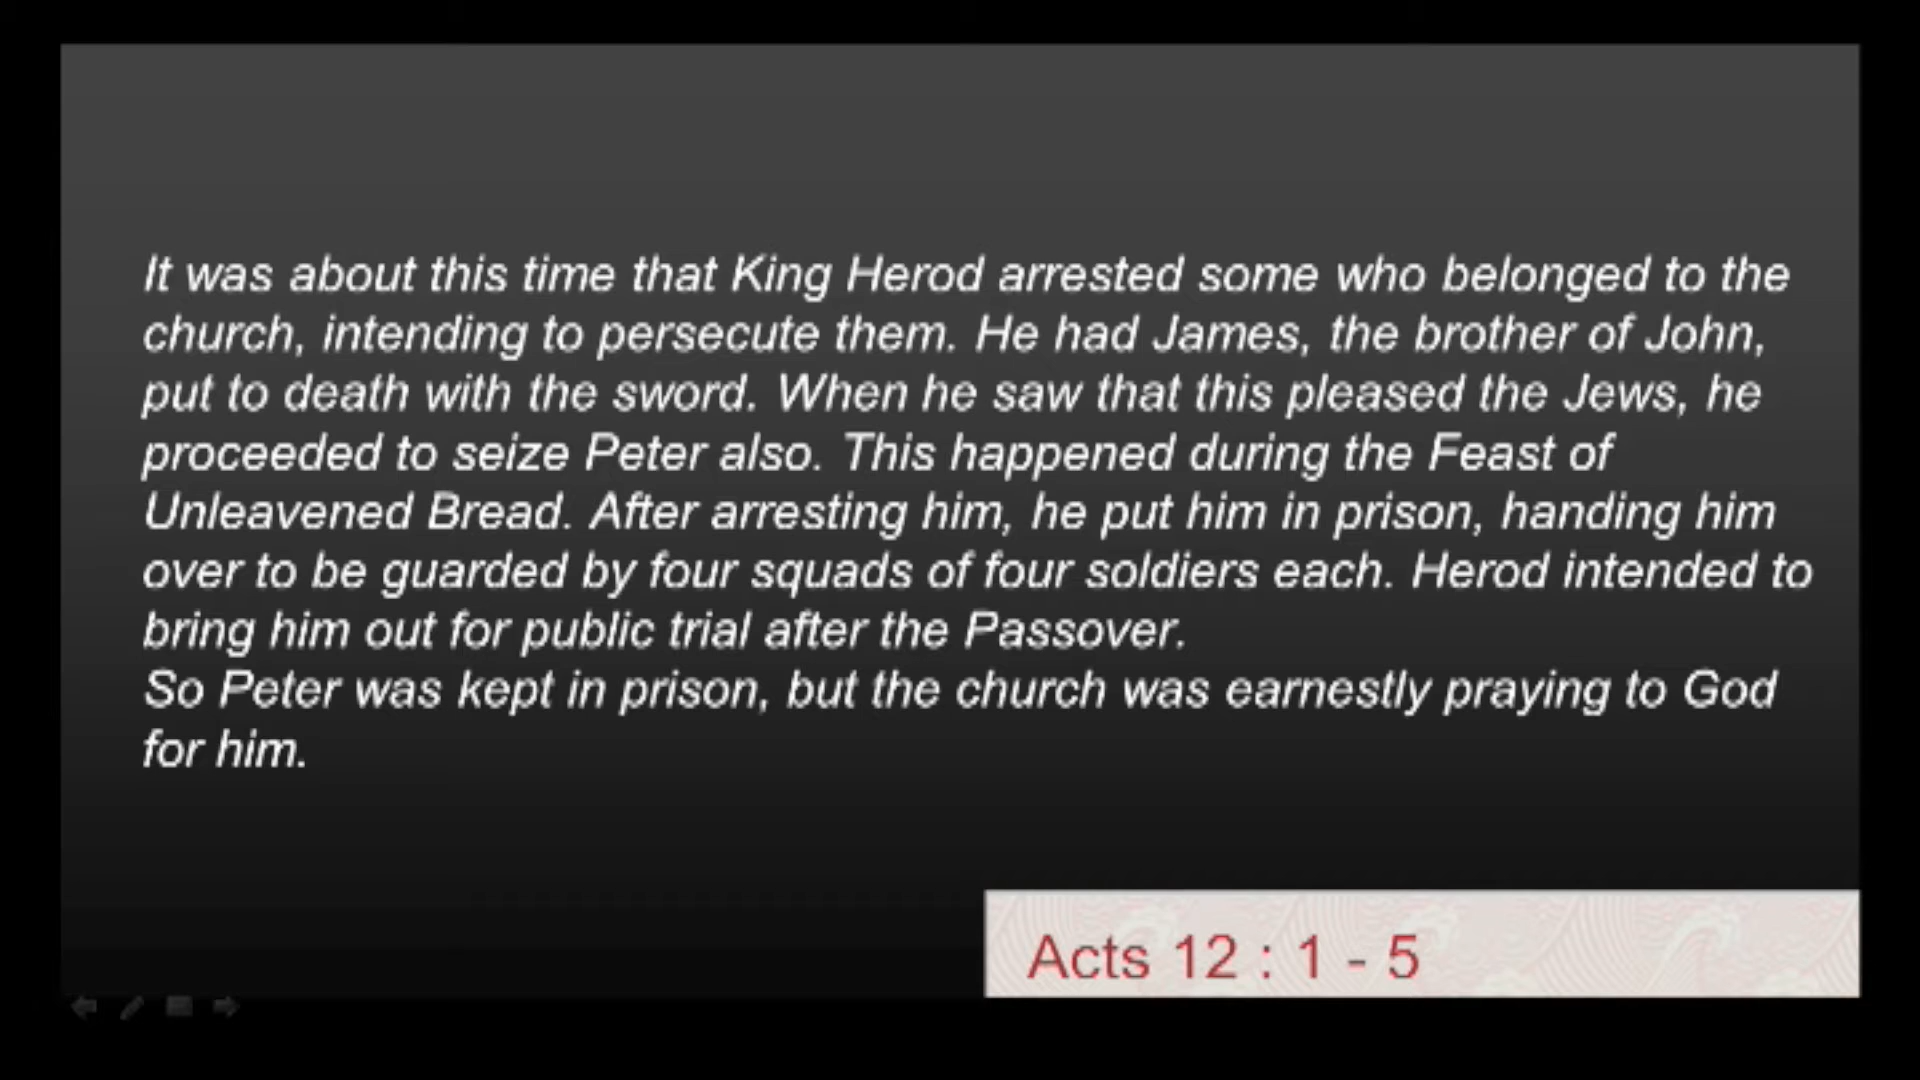 It was about this time that King Herod arrested some who belonged to the
church, intending to persecute them. He had James, the brother of John,
put to death with the sword. When he saw that this pleased the Jews, he
proceeded to seize Peter also. This happened during the Feast of
Unleavened Bread. After arresting him, he put him in prison, handing him
over to be guarded by four squads of four soldiers each. Herod intended to
bring him out for public trial after the Passover.
So Peter was kept in prison, but the church was earnestly praying to God
for him.
Acts 12 : 1 - 5